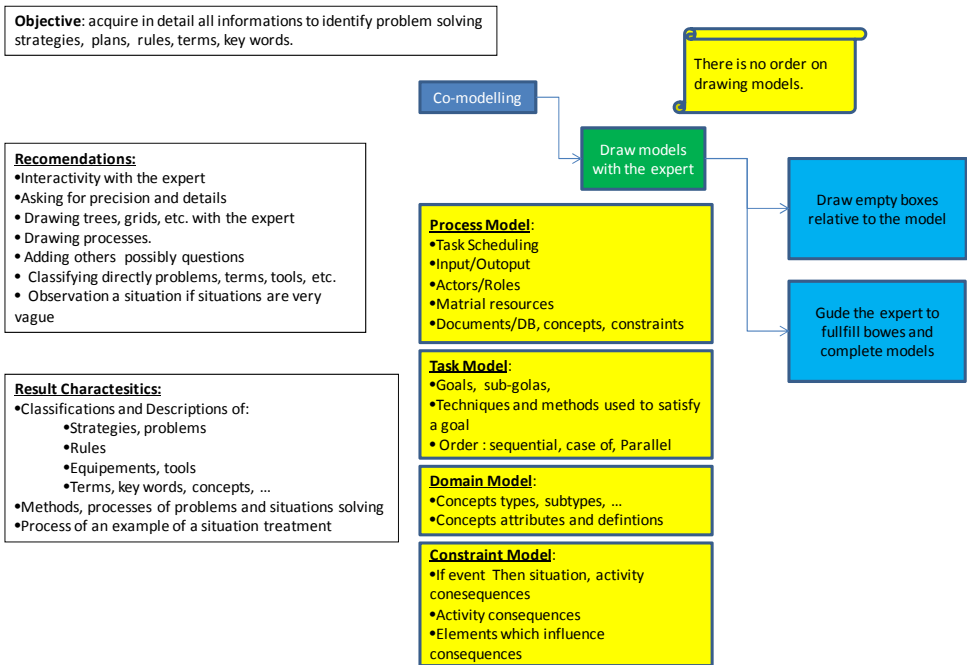 Objective: acquire in detail all informations to identify problem solving
strategies, plans, rules, terms, key words.
There is no order on
drawing models.
Co-modelling
Draw models
with the expert
Draw empty boxes
relative to the model
Gude the expert to
fullfill bowes and
complete models
Recomendations:
•Interactivity with the expert
•Asking for precision and details
• Drawing trees, grids, etc. with the expert
• Drawing processes.
• Adding others possibly questions
• Classifying directly problems, terms, tools, etc.
• Observation a situation if situations are very
vague
Result Charactesitics:
•Classifications and Descriptions of:
•Strategies, problems
•Rules
•Equipements, tools
•Terms, key words, concepts, …
•Methods, processes of problems and situations solving
•Process of an example of a situation treatment
Process Model:
•Task Scheduling
•Input/Outoput
•Actors/Roles
•Matrial resources
•Documents/DB, concepts, constraints
Task Model:
•Goals, sub-golas,
•Techniques and methods used to satisfy
a goal
• Order : sequential, case of, Parallel
Domain Model:
•Concepts types, subtypes, …
•Concepts attributes and defintions
Constraint Model:
•If event Then situation, activity
conesequences
•Activity consequences
•Elements which influence
consequences